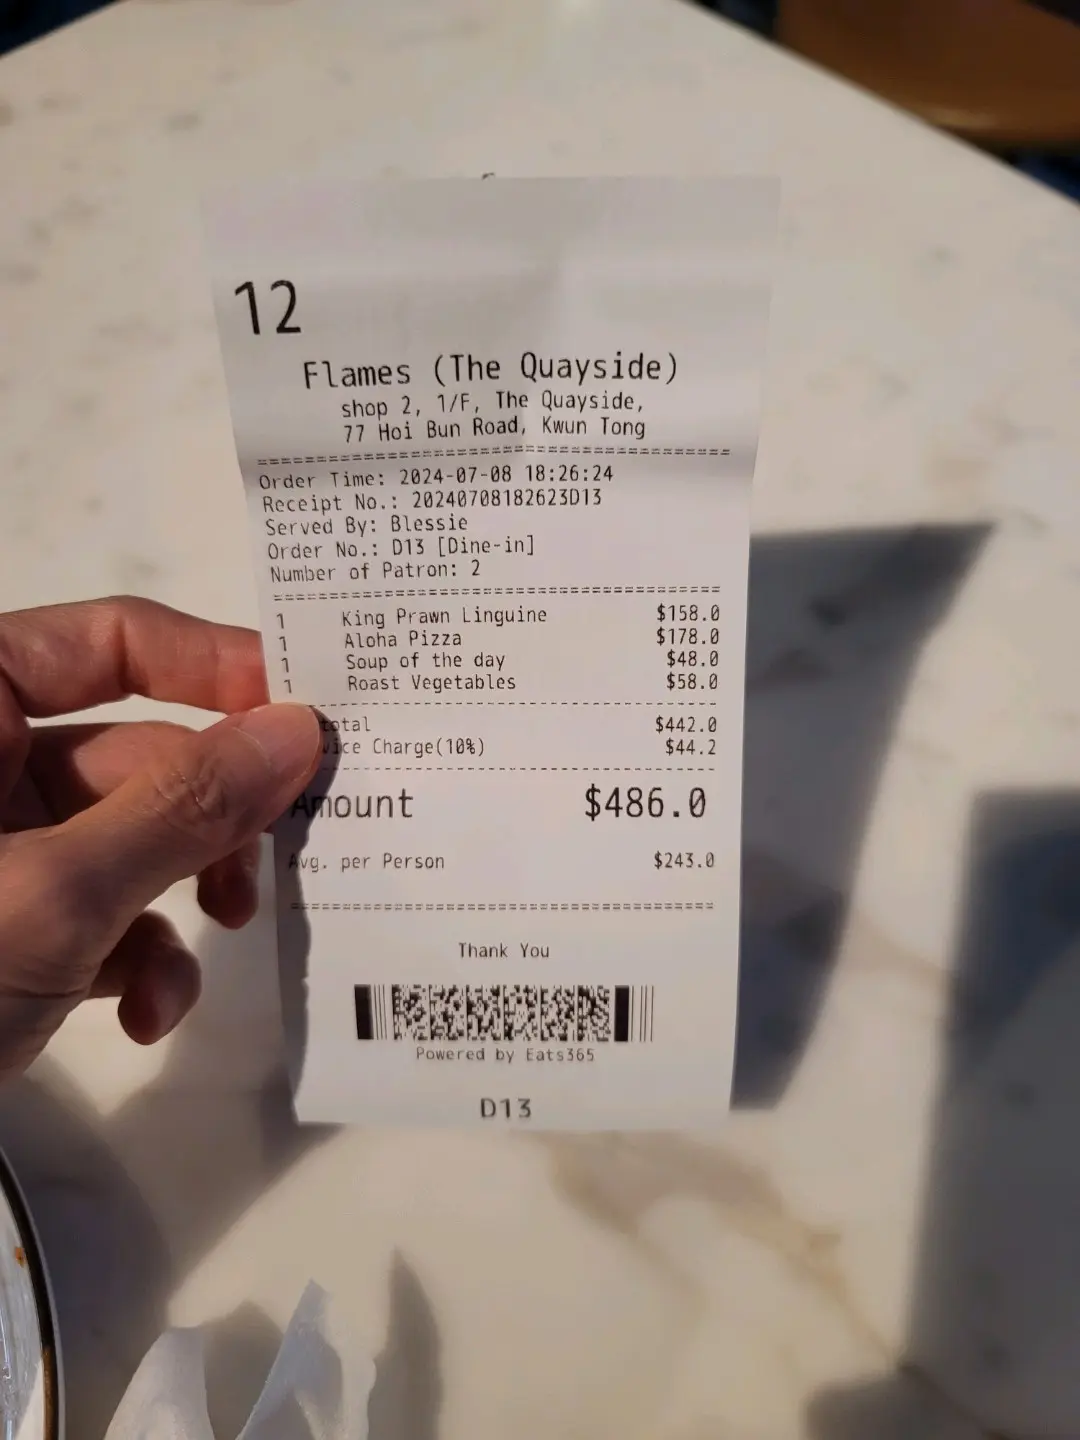 12
Flames (The Quayside)
shop 2, 1/F, The Quayside,
77 Hoi Bun Road, Kwun Tong
Order Time: 2024-07-08 18:26:24
Receipt No.: 20240708182623D13
Served By: Blessie
Order No.: D13 [Dine-in]
Number of Patron: 2
1 King Prawn Linguine $158.0
1 Aloha Pizza $178.0
1 Soup of the day $48.0
1 Roast Vegetables $58.0
total $442.0
vice Charge(10%) $44.2
Amount $486.0
Avg. per Person $243.0
Thank You
Powered by Eats365
D13